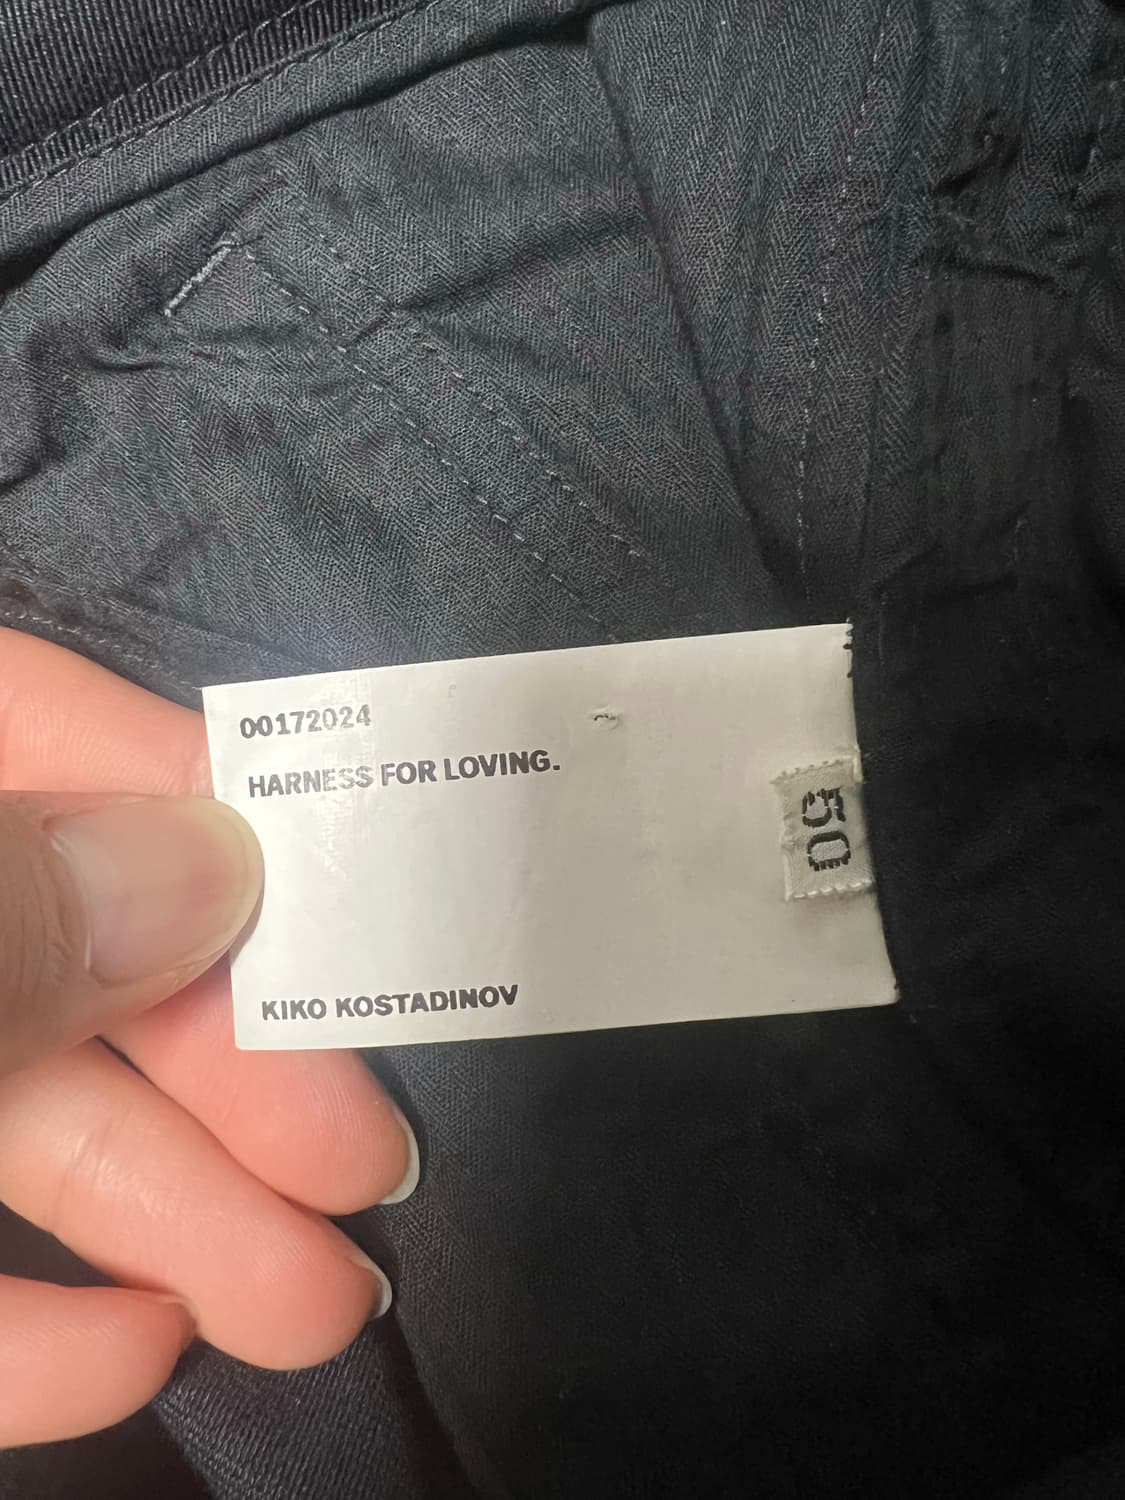 00172024
HARNESS FOR LOVING.
50
KIKO KOSTADINOV